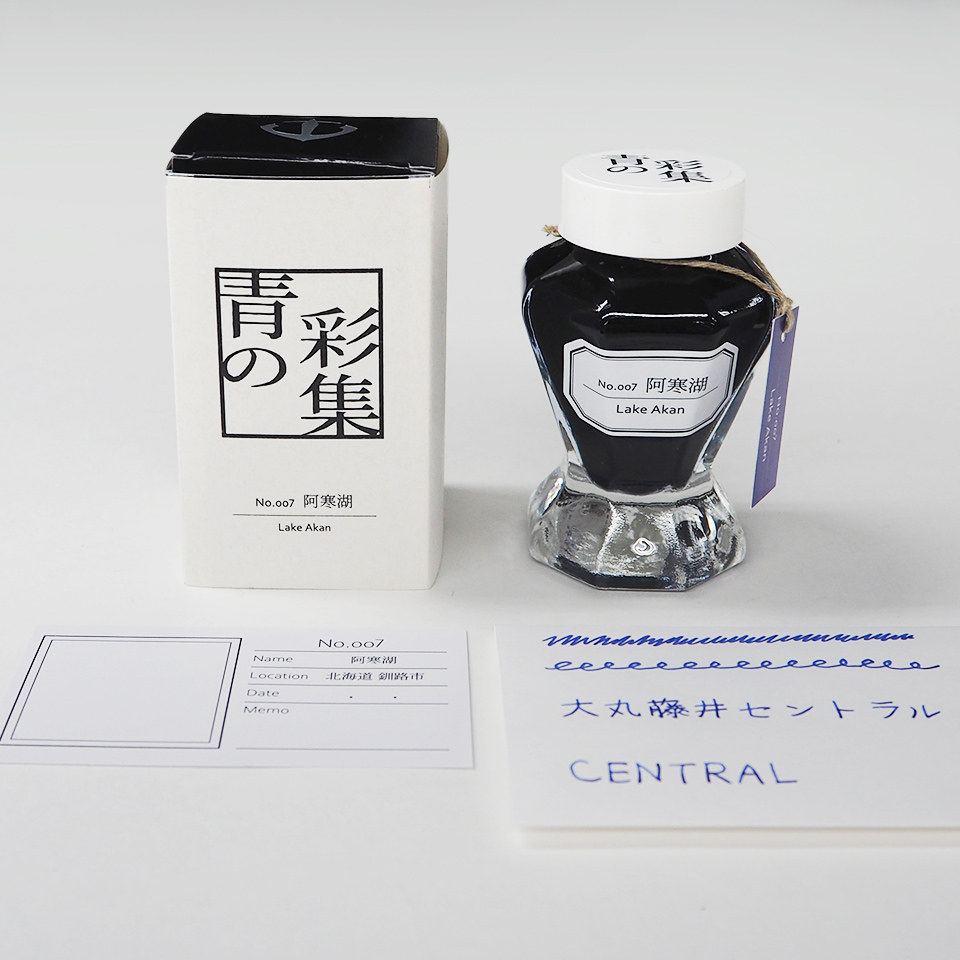 青の
彩集
No.007 阿寒湖
Lake Akan
青の
彩集
No.007 阿寒湖
Lake Akan
No.007
Lake Akan
No.007
Name 阿寒湖
Location 北海道 釧路市
Date . .
Memo
大丸藤井セントラル
CENTRAL